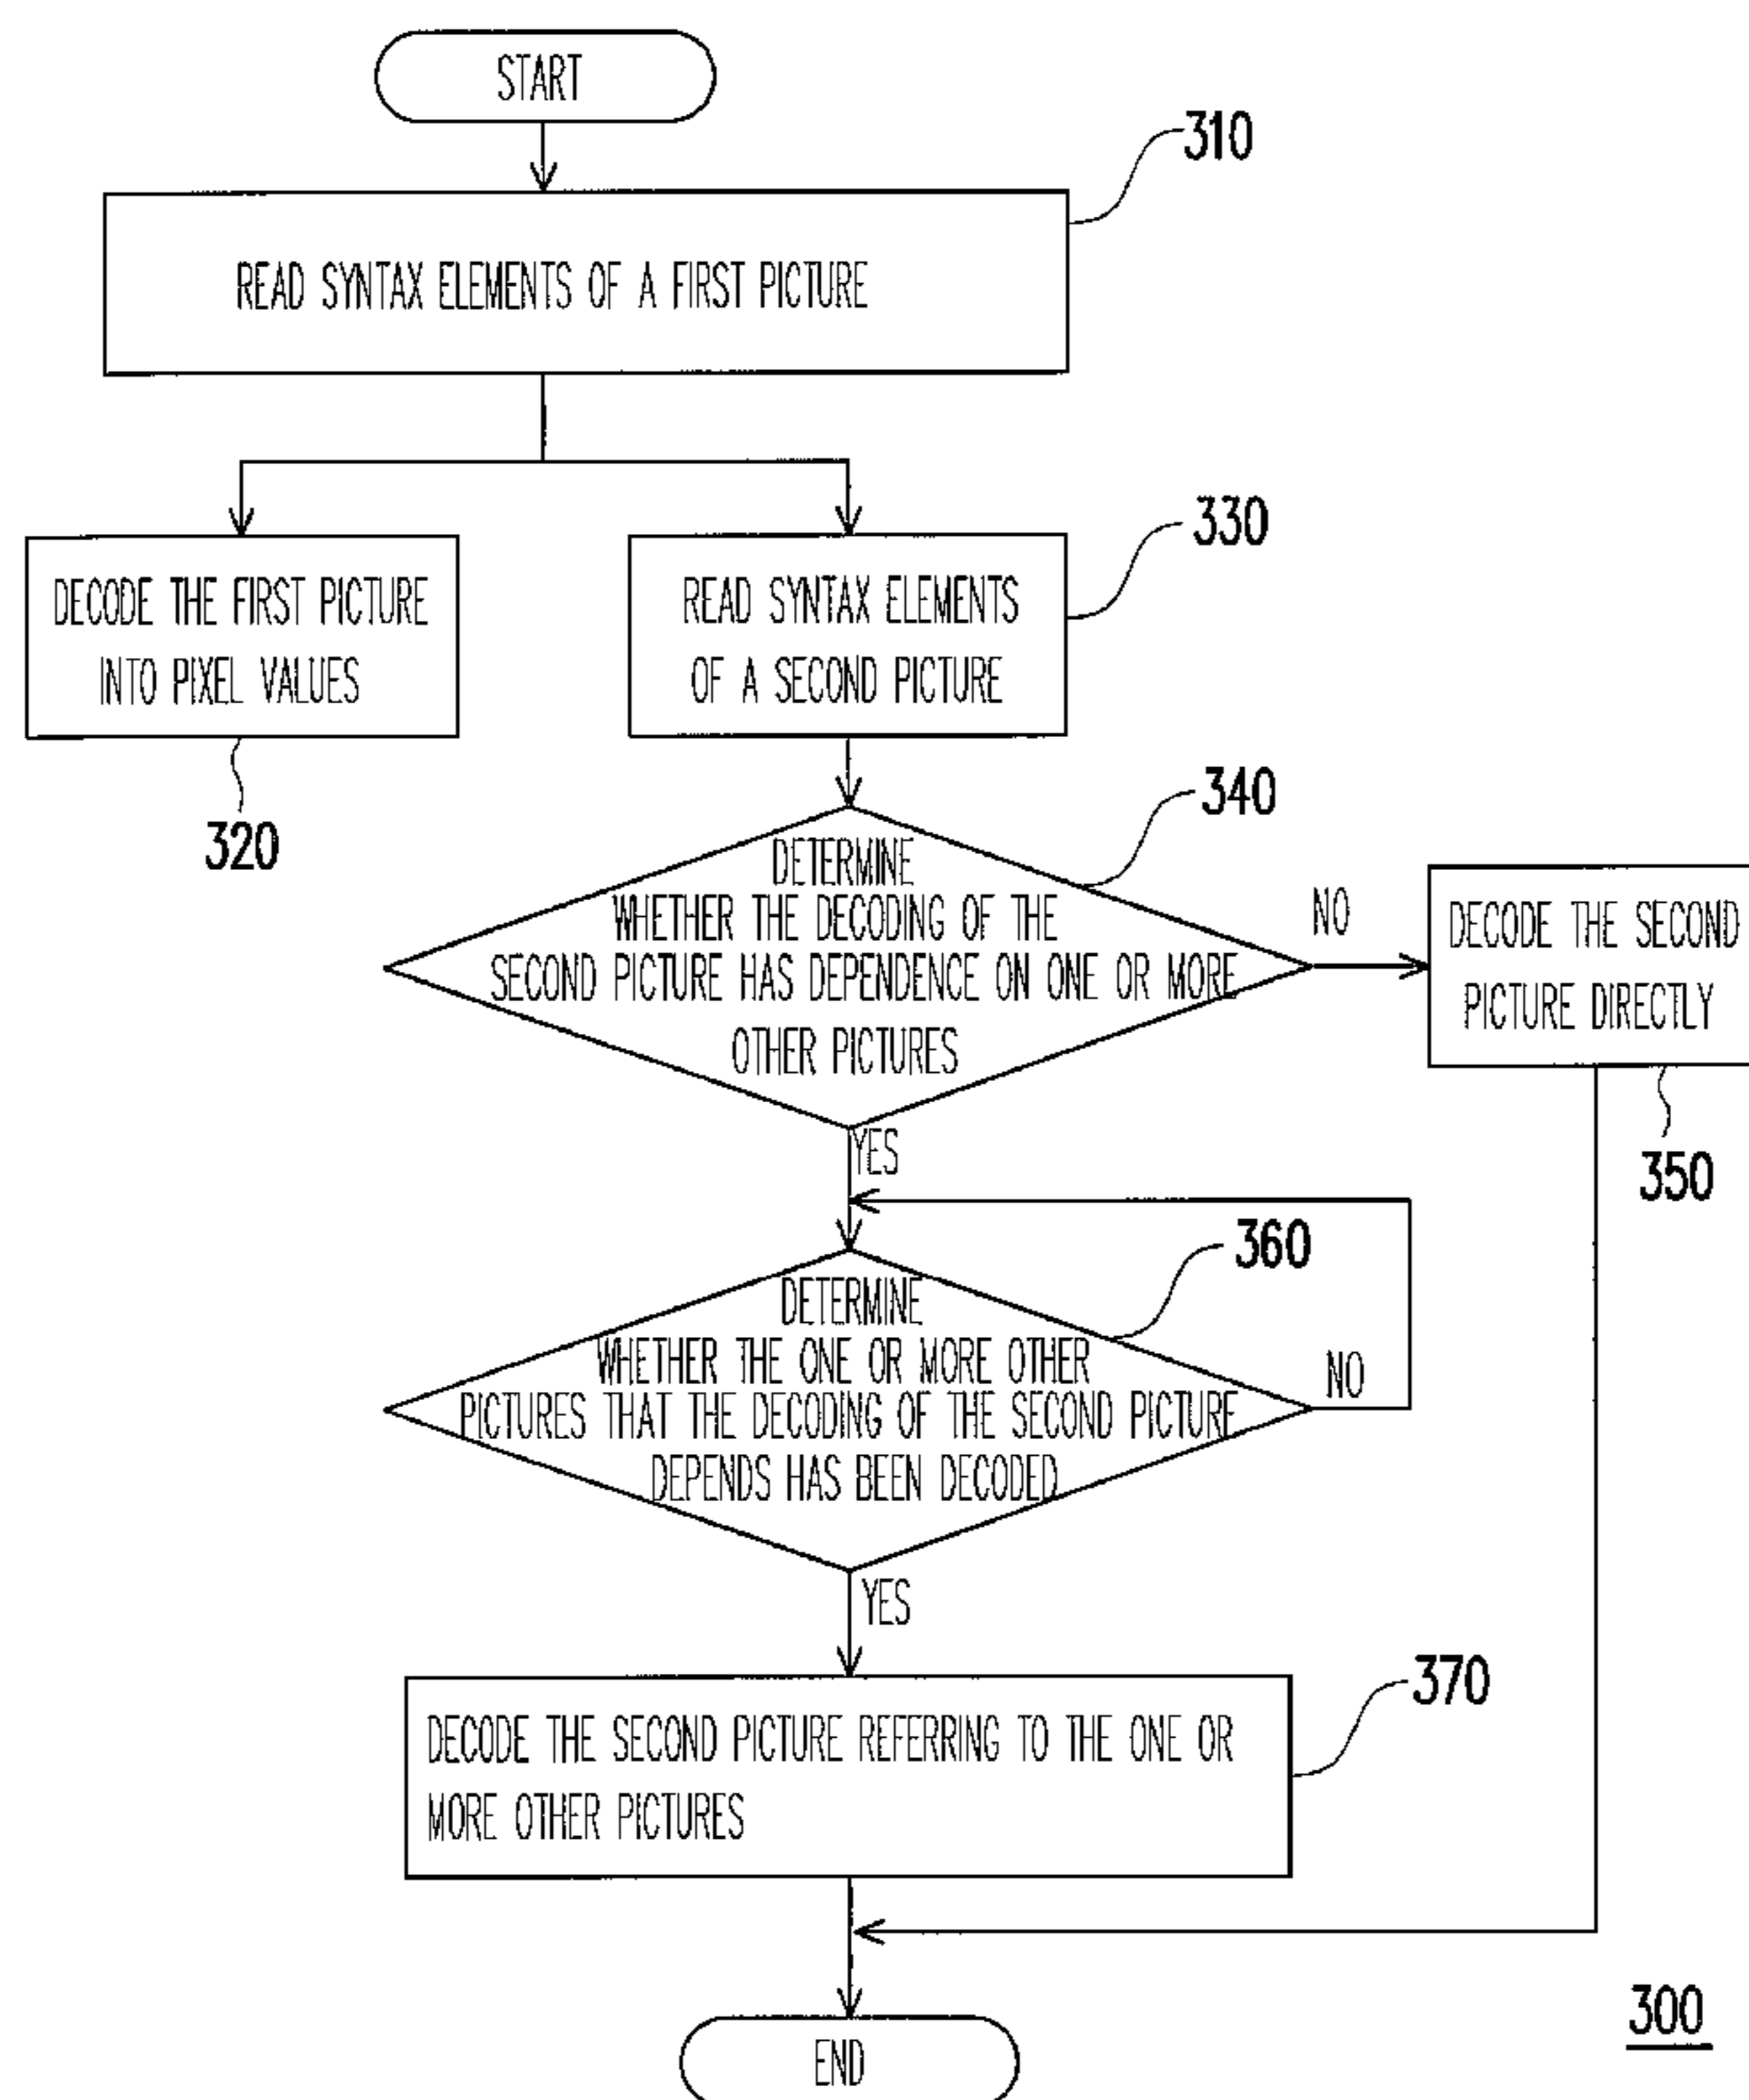 START
310
READ SYNTAX ELEMENTS OF A FIRST PICTURE
330
DECODE THE FIRST PICTURE
INTO PIXEL VALUES
320
READ SYNTAX ELEMENTS
OF A SECOND PICTURE
340
DETERMINE
WHETHER THE DECODING OF THE
SECOND PICTURE HAS DEPENDENCE ON ONE OR MORE
OTHER PICTURES
NO
DECODE THE SECOND
PICTURE DIRECTLY
350
YES
360
DETERMINE
WHETHER THE ONE OR MORE OTHER
PICTURES THAT THE DECODING OF THE SECOND PICTURE
DEPENDS HAS BEEN DECODED
NO
YES
370
DECODE THE SECOND PICTURE REFERRING TO THE ONE OR
MORE OTHER PICTURES
END
300